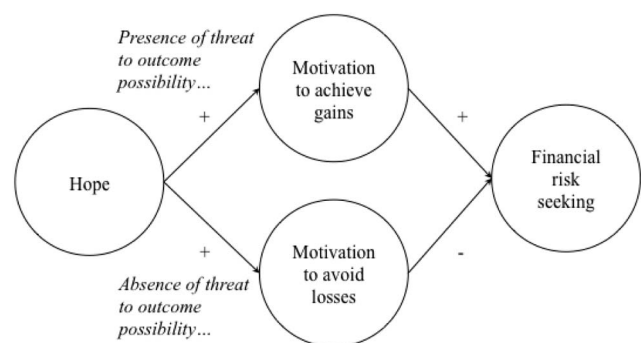 Presence of threat
to outcome
possibility…
+
Motivation
to achieve
gains
+
Hope
Financial
risk
seeking
+
Absence of threat
to outcome
possibility…
Motivation
to avoid
losses
-